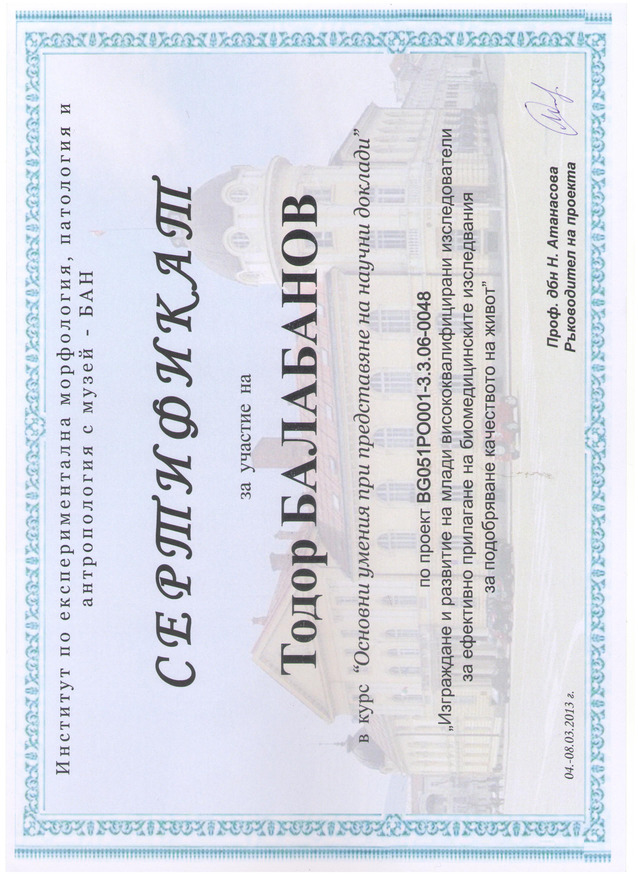 Институт по експериментална морфология, патология и
антропология с музей - БАН
СЕРТИФИКАТ
за участие на
Тодор БАЛАБАНОВ
в курс “Основни умения при представяне на научни доклади”
по проект BG051PO001-3.3.06-0048
„Изграждане и развитие на млади висококвалифицирани изследователи
за ефективно прилагане на биомедицинските изследвания
за подобряване качеството на живот”
04.-08.03.2013 г.
Проф. дбн Н. Атанасова
Ръководител на проекта